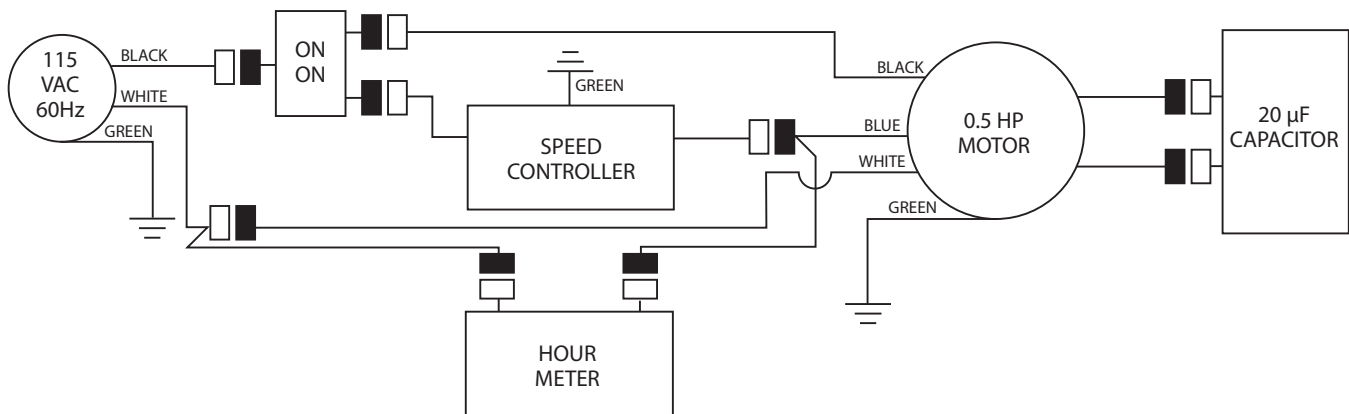 115
VAC
60Hz
BLACK
WHITE
GREEN
ON
ON
GREEN
SPEED
CONTROLLER
BLACK
BLUE
WHITE
GREEN
0.5 HP
MOTOR
20 µF
CAPACITOR
HOUR
METER